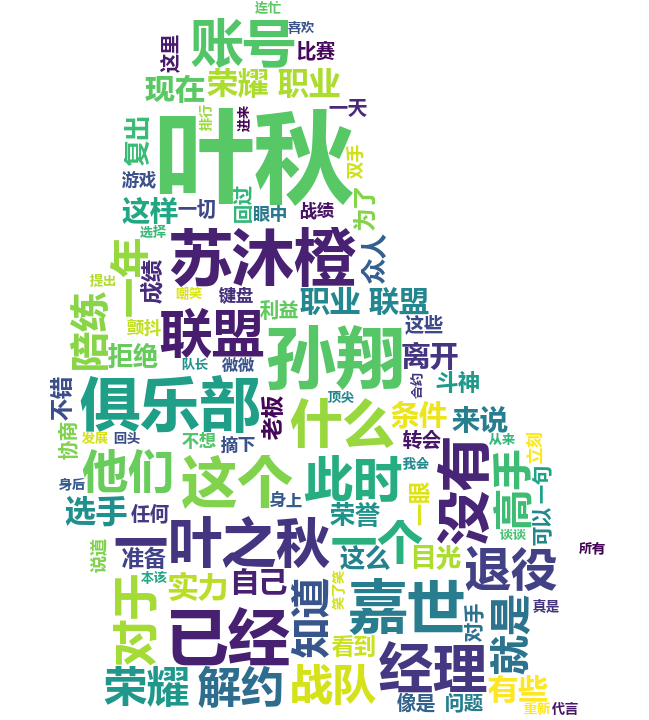 连忙
账号
喜欢
这里
比赛
现在
荣耀 职业
一天
排行
进来
叶秋
复出
双手
游戏
这样
一切
回过
眼中
战绩
为了
选择
苏沐橙
众人
一年
成绩
提出
嘲笑
键盘
利益
职业 联盟
陪练
颤抖
联盟
孙翔
这些
拒绝
队长
微微
离开
不错
俱乐部
老板
顶尖
合约
斗神
什么
条件
来说
协商
发展
回头
不想
摘下
转会
没有
从来
立刻
他们
这个
此时
我会
高手
一句
身后
选手
任何
身上
荣誉
一眼
谈谈
可以
一叶之秋
一个
所有
说道
准备
这么
目光
退役
对于
本该
实力
自己
知道
笑了笑
嘉世
真是
已经
看到
对手
就是
经理
荣耀
解约
战队
有些
像是
问题
重新
代言